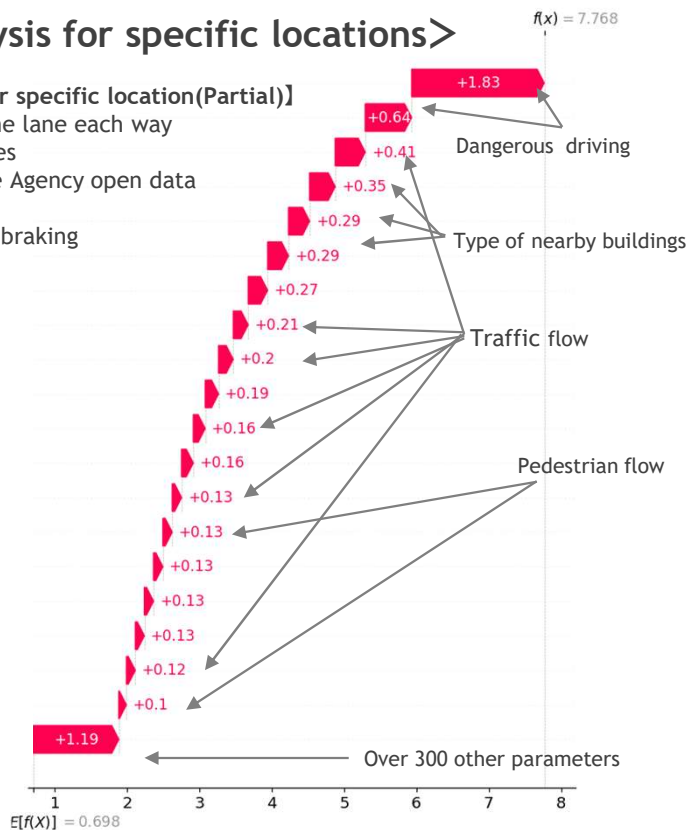 ysis for specific locations>
f(x) = 7.768
r specific location(Partial)】
ne lane each way
es
e Agency open data
braking
+1.83
+0.64
Dangerous driving
+0.41
+0.35
+0.29
Type of nearby buildings
+0.29
+0.27
+0.21
Traffic flow
+0.2
+0.19
+0.16
+0.16
Pedestrian flow
+0.13
+0.13
+0.13
+0.13
+0.13
+0.12
+0.1
+1.19
Over 300 other parameters
1 2 3 4 5 6 7 8
E[f(X)] = 0.698